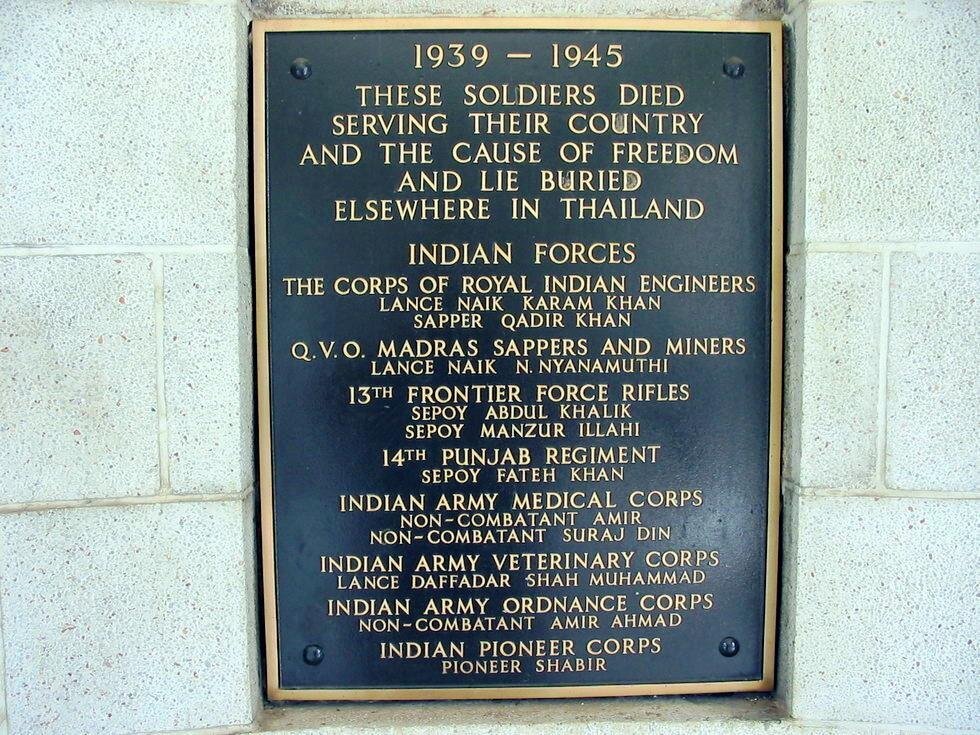 1939 – 1945
THESE SOLDIERS DIED
SERVING THEIR COUNTRY
AND THE CAUSE OF FREEDOM
AND LIE BURIED
ELSEWHERE IN THAILAND
INDIAN FORCES
THE CORPS OF ROYAL INDIAN ENGINEERS
LANCE NAIK KARAM KHAN
SAPPER QADIR KHAN
Q.V.O. MADRAS SAPPERS AND MINERS
LANCE NAIK N. NYANAMUTHI
13TH FRONTIER FORCE RIFLES
SEPOY ABDUL KHALIK
SEPOY MANZUR ILLAHI
14TH PUNJAB REGIMENT
SEPOY FATEH KHAN
INDIAN ARMY MEDICAL CORPS
NON-COMBATANT AMIR
NON-COMBATANT SURAJ DIN
INDIAN ARMY VETERINARY CORPS
LANCE DAFFADAR SHAH MUHAMMAD
INDIAN ARMY ORDNANCE CORPS
NON-COMBATANT AMIR AHMAD
INDIAN PIONEER CORPS
PIONEER SHABIR